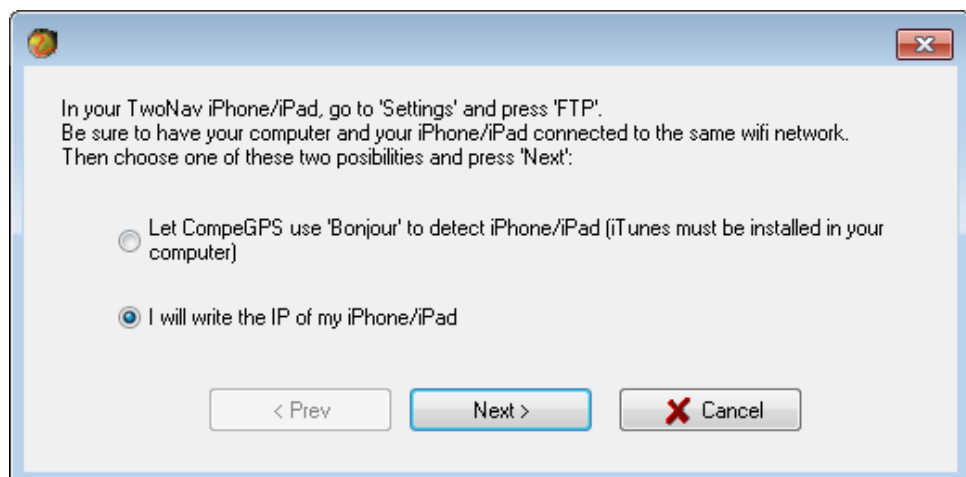 In your TwoNav iPhone/iPad, go to 'Settings' and press 'FTP'.
Be sure to have your computer and your iPhone/iPad connected to the same wifi network.
Then choose one of these two posibilities and press 'Next':
Let CompeGPS use 'Bonjour' to detect iPhone/iPad (iTunes must be installed in your
computer)
I will write the IP of my iPhone/iPad
< Prev
Next >
Cancel